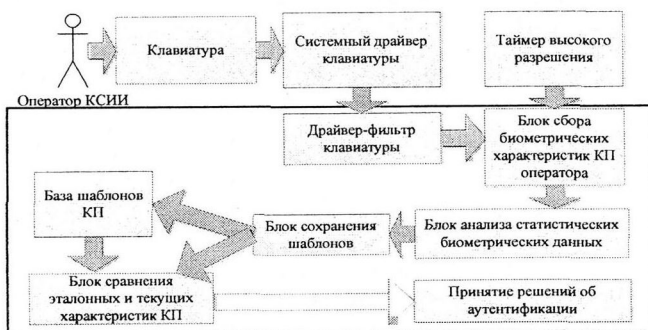 Клавиатура
Системный драйвер
клавиатуры
Таймер высокого
разрешения
Оператор КСИИ
Драйвер-фильтр
клавиатуры
Блок сбора
биометрических
характеристик КП
оператора
База шаблонов
КП
Блок сохранения
шаблонов
Блок анализа статистических
биометрических данных
Блок сравнения
эталонных и текущих
характеристик КП
Принятие решений об
аутентификации